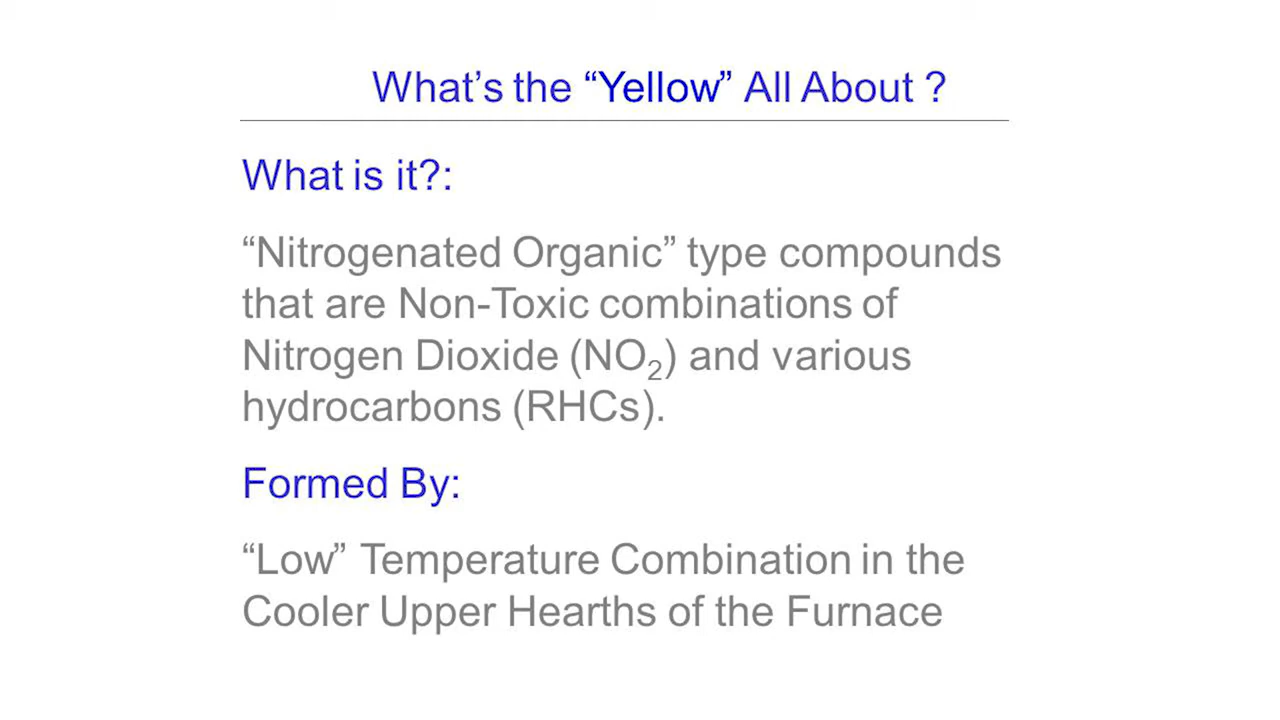 What’s the “Yellow” All About ?
What is it?:
“Nitrogenated Organic” type compounds
that are Non-Toxic combinations of
Nitrogen Dioxide (NO₂) and various
hydrocarbons (RHCs).
Formed By:
“Low” Temperature Combination in the
Cooler Upper Hearths of the Furnace